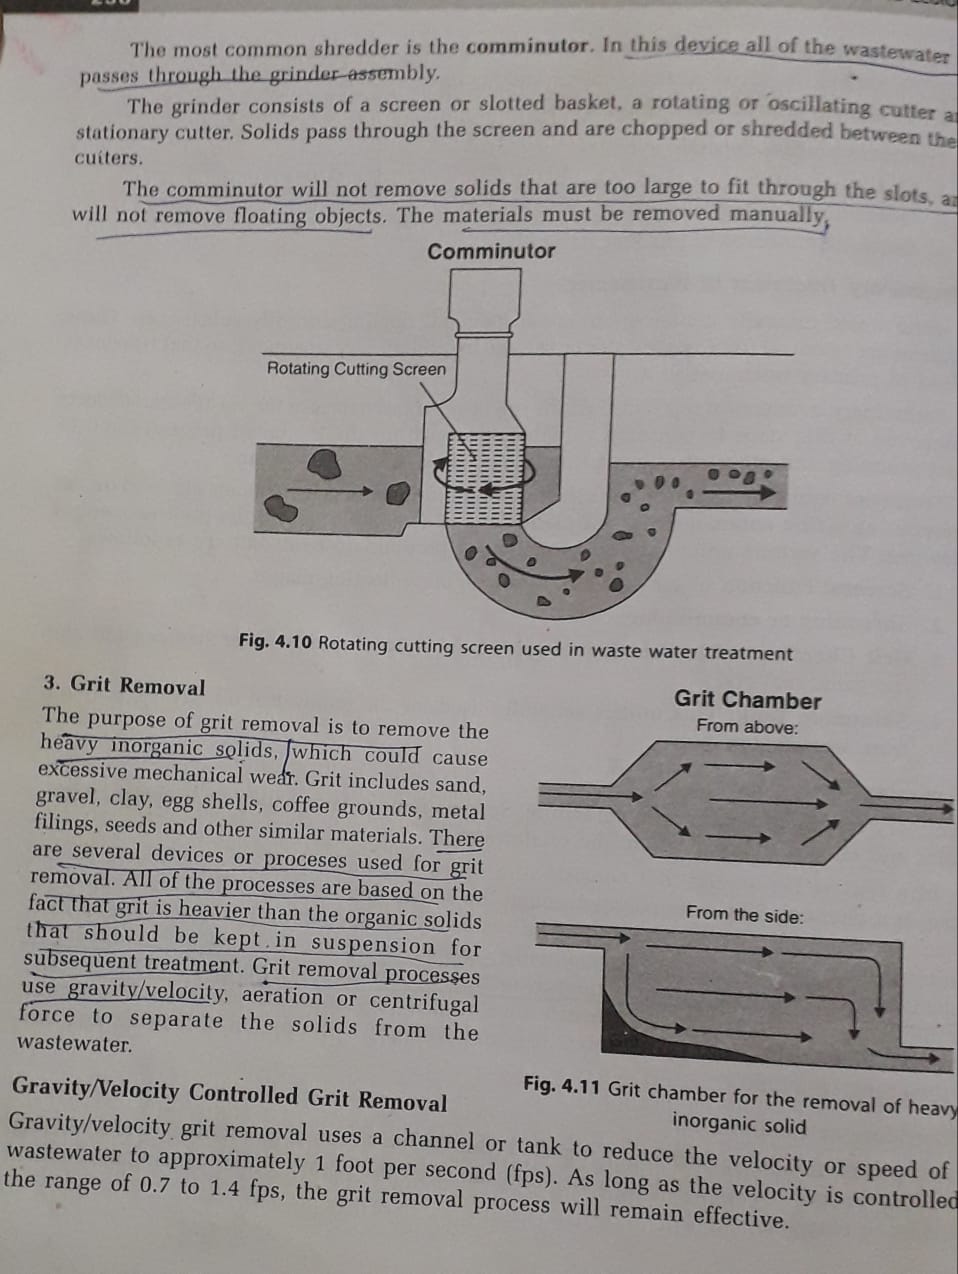 The most common shredder is the comminutor. In this device all of the wastewater
passes through the grinder assembly.
The grinder consists of a screen or slotted basket, a rotating or oscillating cutter
stationary cutter. Solids pass through the screen and are chopped or shredded between the
cutters.
The comminutor will not remove solids that are too large to fit through the slots,
will not remove floating objects. The materials must be removed manually.
Comminutor
Rotating Cutting Screen
Fig. 4.10 Rotating cutting screen used in waste water treatment
3. Grit Removal
The purpose of grit removal is to remove the
heavy inorganic solids, which could cause
excessive mechanical wear. Grit includes sand,
gravel, clay, egg shells, coffee grounds, metal
filings, seeds and other similar materials. There
are several devices or proceses used for grit
removal. All of the processes are based on the
fact that grit is heavier than the organic solids
that should be kept in suspension for
subsequent treatment. Grit removal processes
use gravity/velocity, aeration or centrifugal
force to separate the solids from the
wastewater.
Grit Chamber
From above:
From the side:
Fig. 4.11 Grit chamber for the removal of heavy
inorganic solid
Gravity/Velocity Controlled Grit Removal
Gravity/velocity grit removal uses a channel or tank to reduce the velocity or speed of
wastewater to approximately 1 foot per second (fps). As long as the velocity is controlled
the range of 0.7 to 1.4 fps, the grit removal process will remain effective.